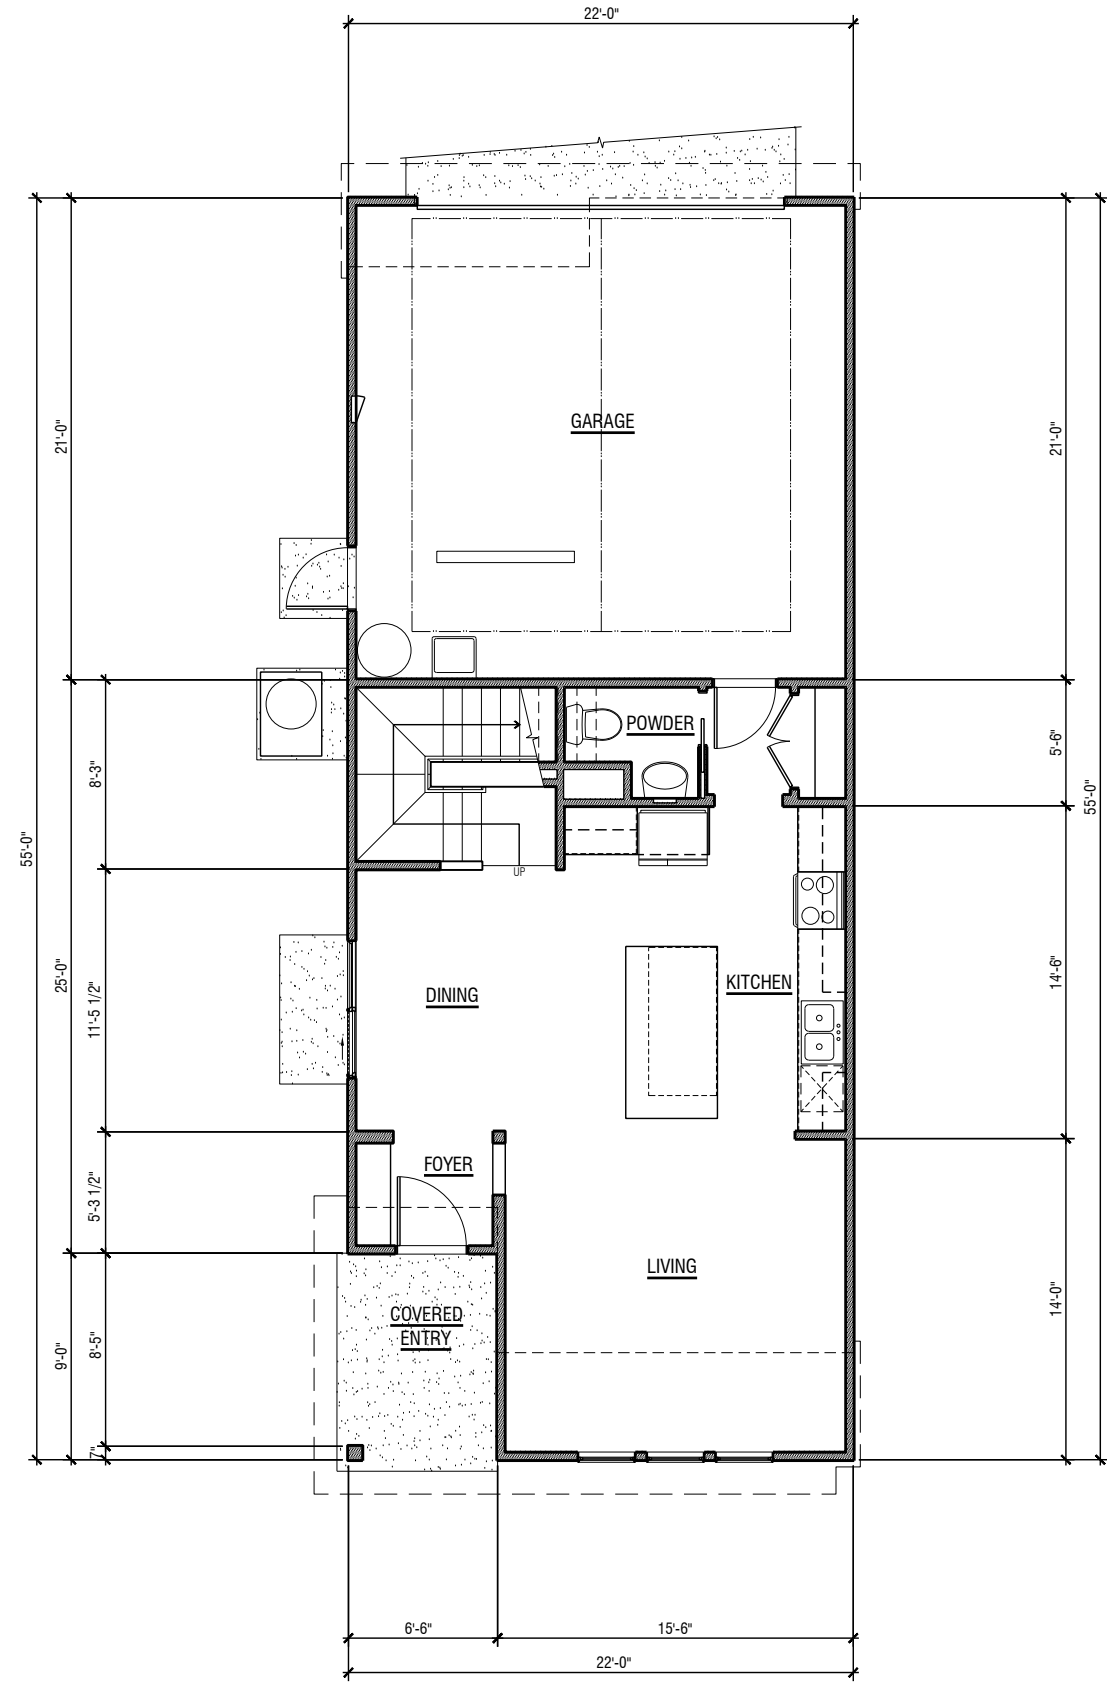 22'-0"
GARAGE
21'-0"
21'-0"
POWDER
5'-6"
8'-3"
55'-0"
55'-0"
UP
25'-0"
11'-5 1/2"
DINING
KITCHEN
14'-6"
FOYER
5'-3 1/2"
LIVING
COVERED
ENTRY
14'-0"
9'-0"
8'-5"
7"
6'-6"
15'-6"
22'-0"